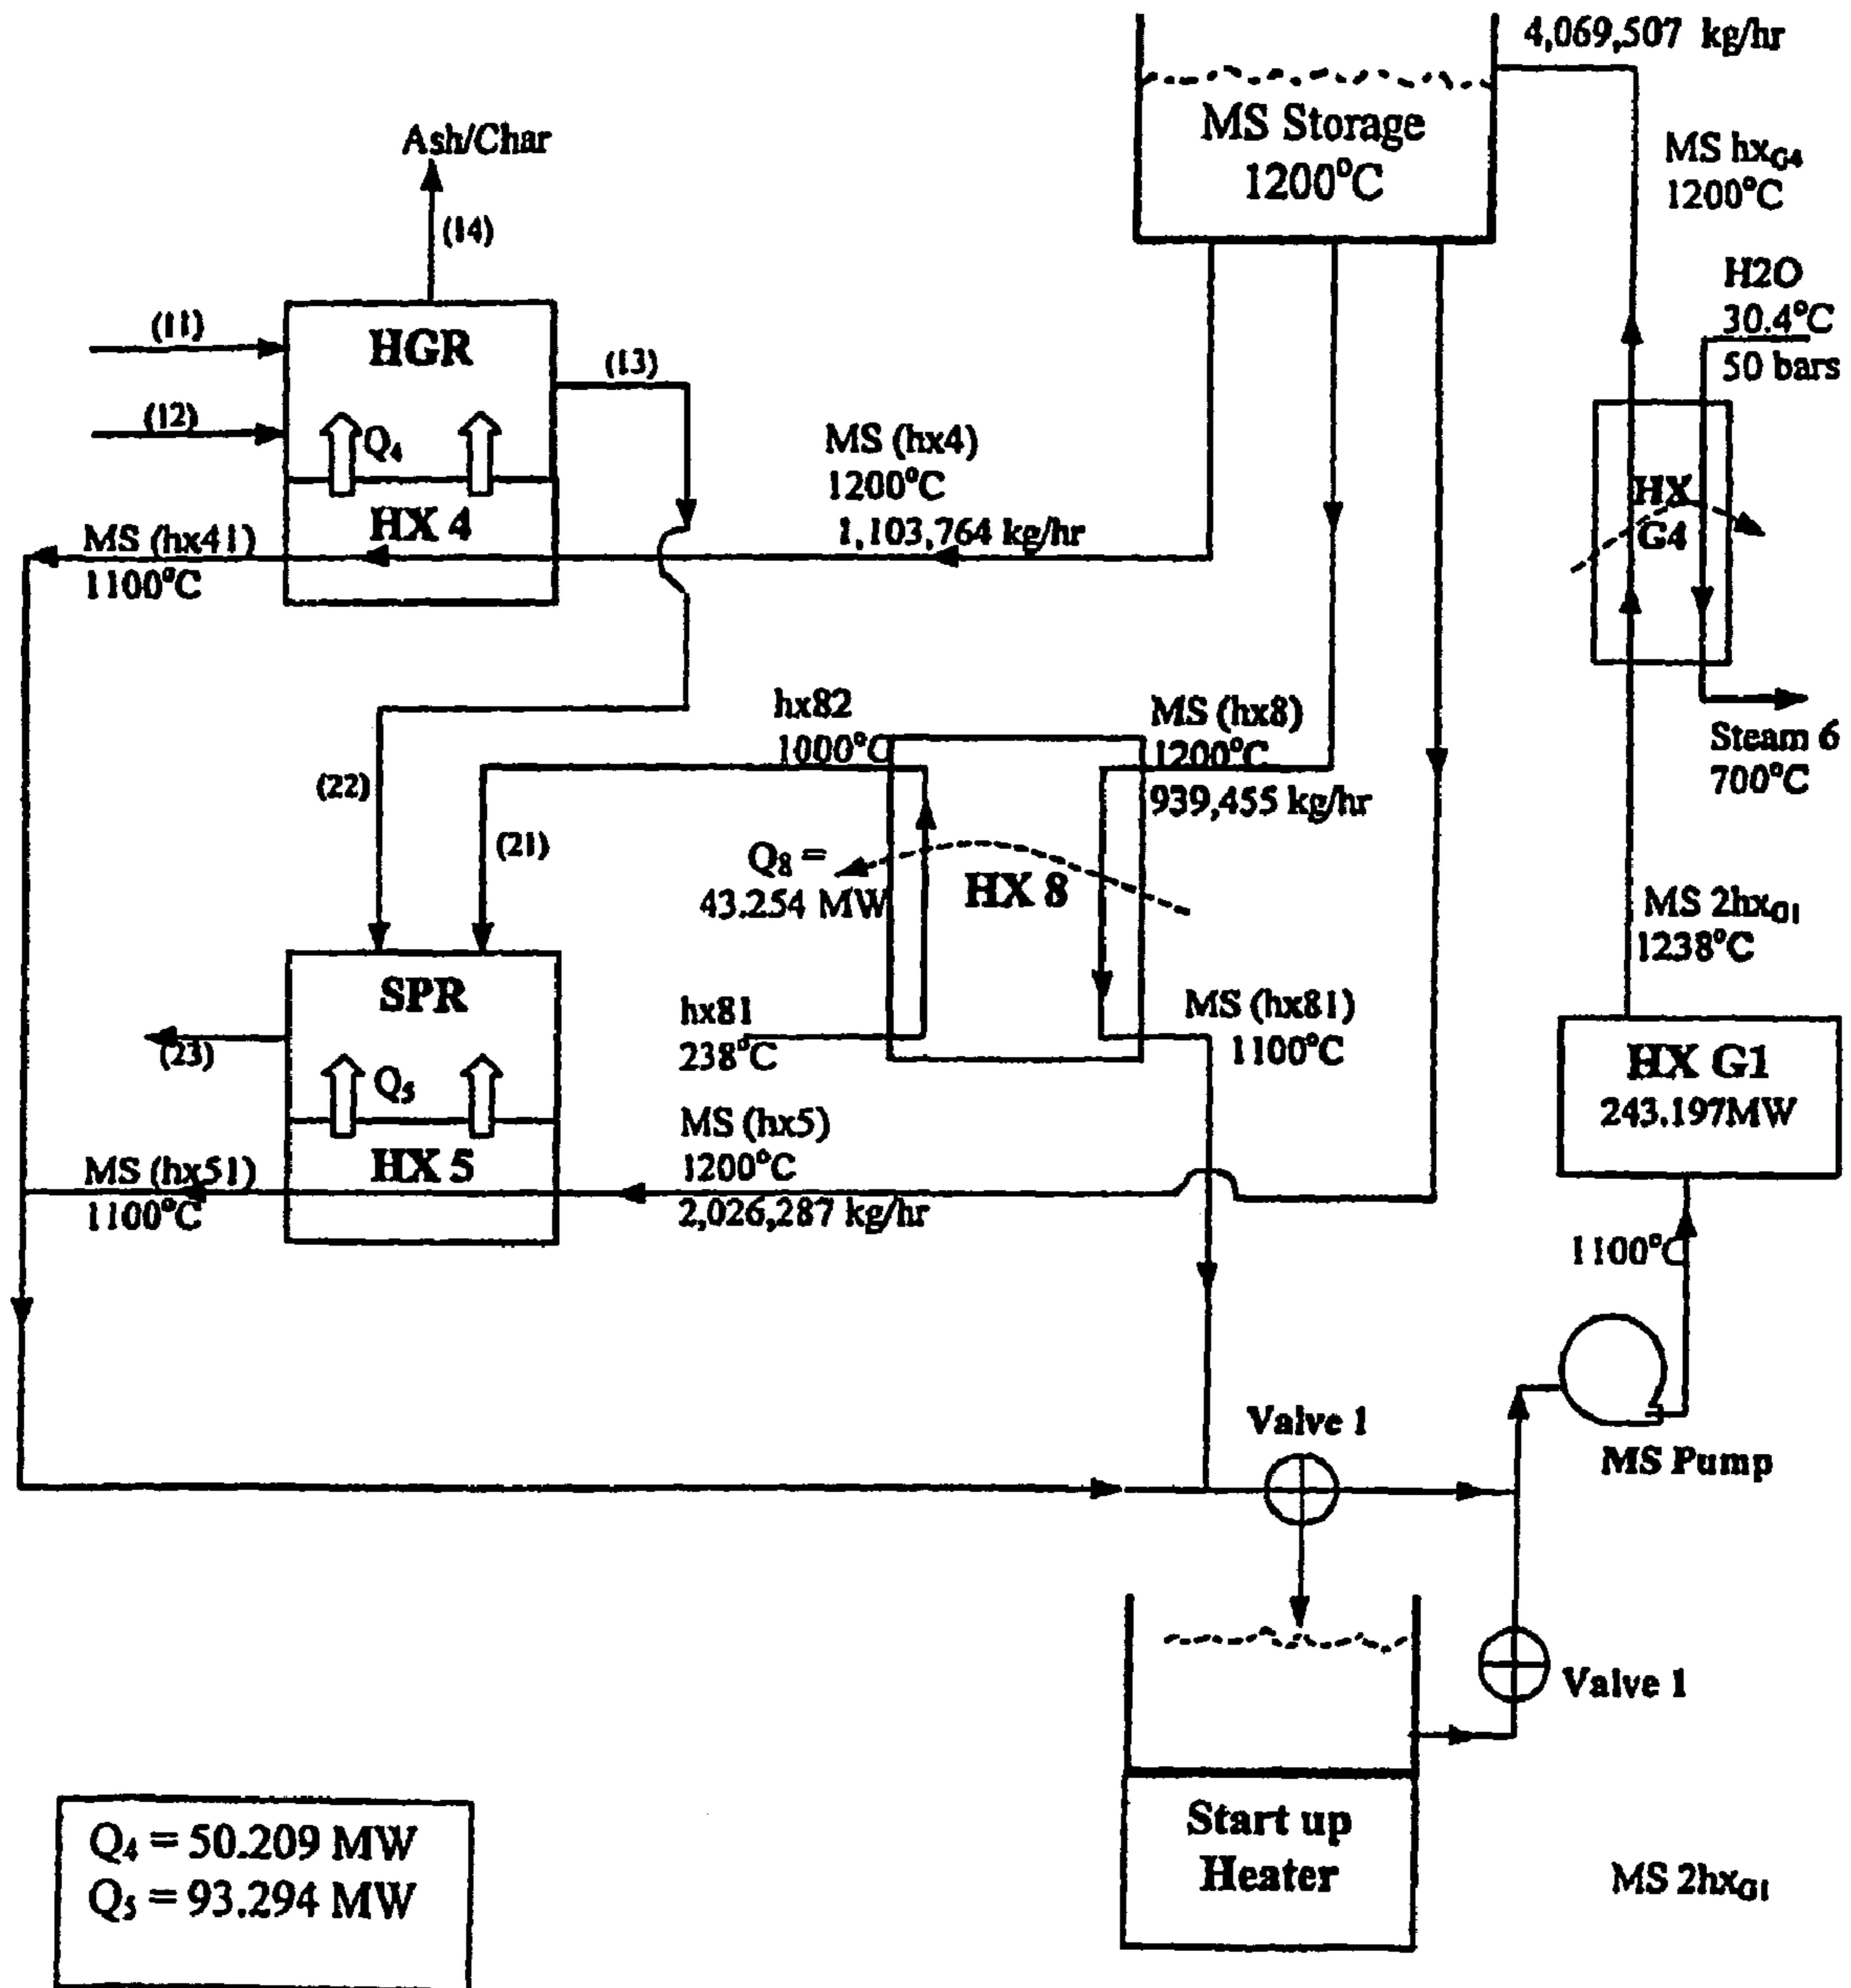 4,069,507 kg/hr
MS Storage
1200°C
MS hxG4
1200°C
Ash/Char
(14)
H2O
30.4°C
50 bars
(11)
HGR
(13)
(12)
Q4
MS (hx4)
1200°C
1,103,764 kg/hr
HX 4
MS (hx41)
1100°C
HX
G4
hx82
1000°C
MS (hx8)
1200°C
939,455 kg/hr
Steam 6
700°C
(22)
(21)
Q8 =
43.254 MW
HX 8
MS 2hxG1
1238°C
SPR
(23)
Q5
hx81
238°C
MS (hx81)
1100°C
HX G1
243.197MW
MS (hx5)
1200°C
2,026,287 kg/hr
HX 5
MS (hx51)
1100°C
1100°C
Valve 1
MS Pump
Valve 1
Start up
Heater
MS 2hxG1
Q4 = 50.209 MW
Q5 = 93.294 MW